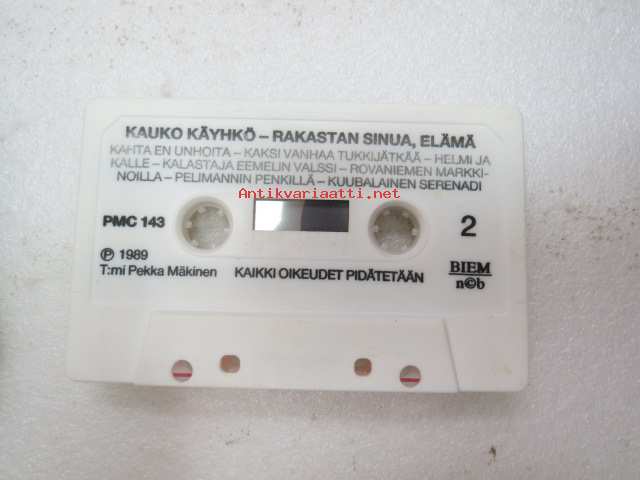 KAUKO KÄYHKÖ – RAKASTAN SINUA, ELÄMÄ
KAHTA EN UNHOITA – KAKSI VANHAA TUKKIJÄTKÄÄ – HELMI JA
KALLE – KALASTAJA EEMELIN VALSSI – ROVANIEMEN MARKKI-
NOILLA – PELIMANNIN PENKILLÄ – KUUBALAINEN SERENADI
Antikvariaatti.net
PMC 143
2
℗ 1989
T:mi Pekka Mäkinen
KAIKKI OIKEUDET PIDÄTETÄÄN
BIEM
n©b